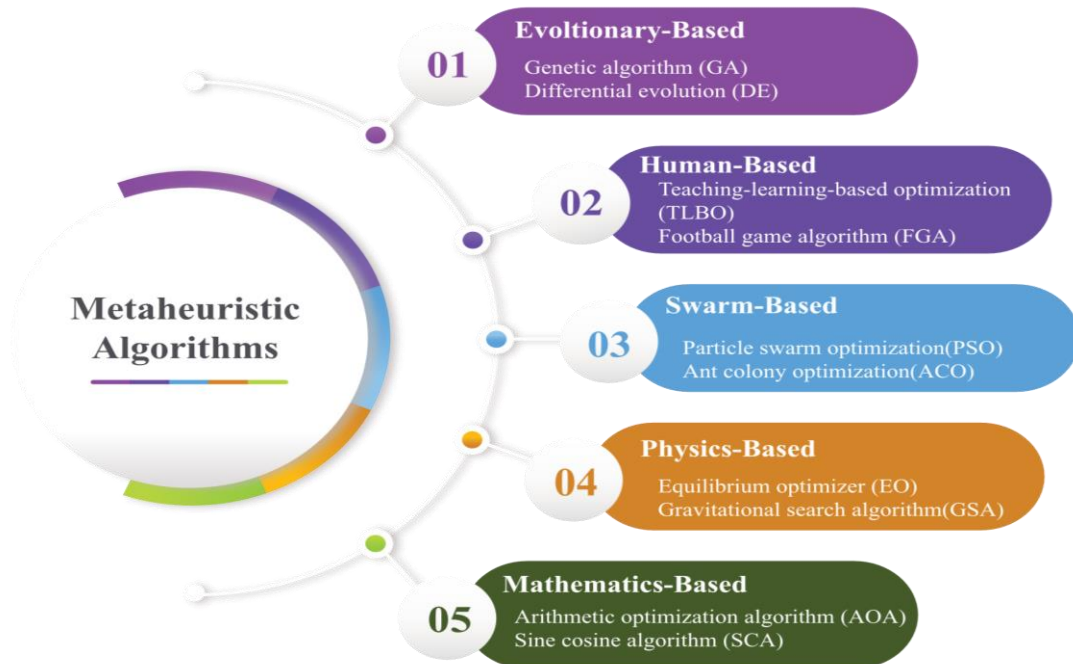 Metaheuristic
Algorithms
01
Evoltionary-Based
Genetic algorithm (GA)
Differential evolution (DE)
02
Human-Based
Teaching-learning-based optimization
(TLBO)
Football game algorithm (FGA)
03
Swarm-Based
Particle swarm optimization(PSO)
Ant colony optimization(ACO)
04
Physics-Based
Equilibrium optimizer (EO)
Gravitational search algorithm(GSA)
05
Mathematics-Based
Arithmetic optimization algorithm (AOA)
Sine cosine algorithm (SCA)